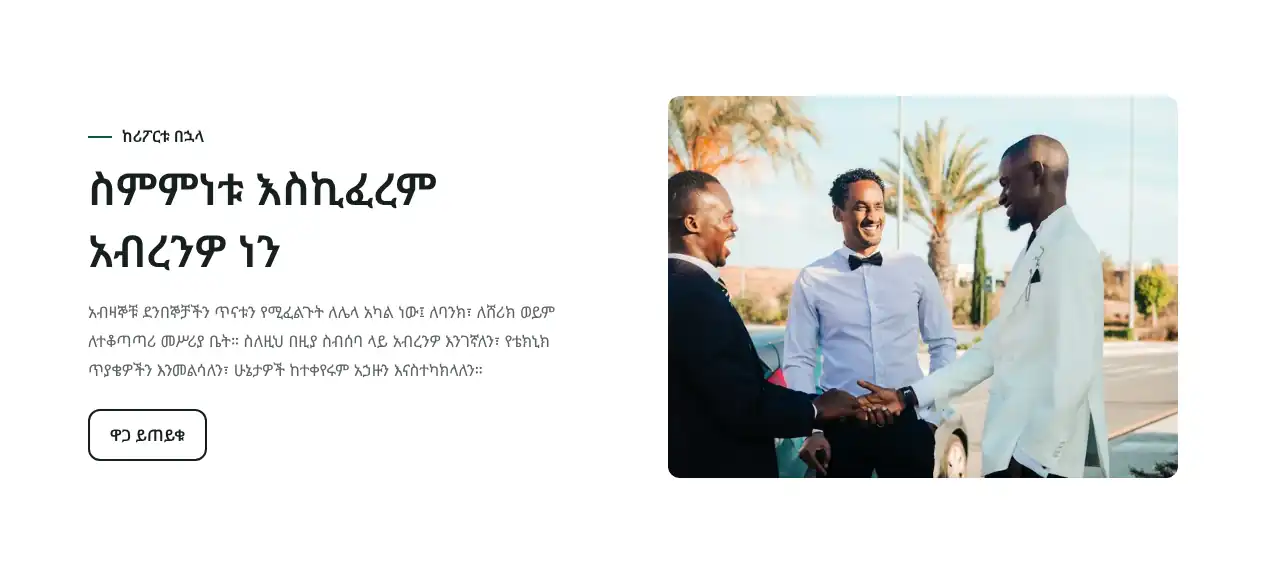 ከሪፖርቱ በኋላ
ስምምነቱ እስኪፈረም
አብረንዎ ነን
አብዛኞቹ ደንበኞቻችን ጥናቱን የሚፈልጉት ለሌላ አካል ነው፤ ለባንክ፣ ለሸሪክ ወይም
ለተቆጣጣሪ መሥሪያ ቤት። ስለዚህ በዚያ ስብሰባ ላይ አብረንዎ እንገኛለን፣ የቴክኒክ
ጥያቄዎችን እንመልሳለን፣ ሁኔታዎች ከተቀየሩም አኃዙን እናስተካክላለን።
ዋጋ ይጠይቁ